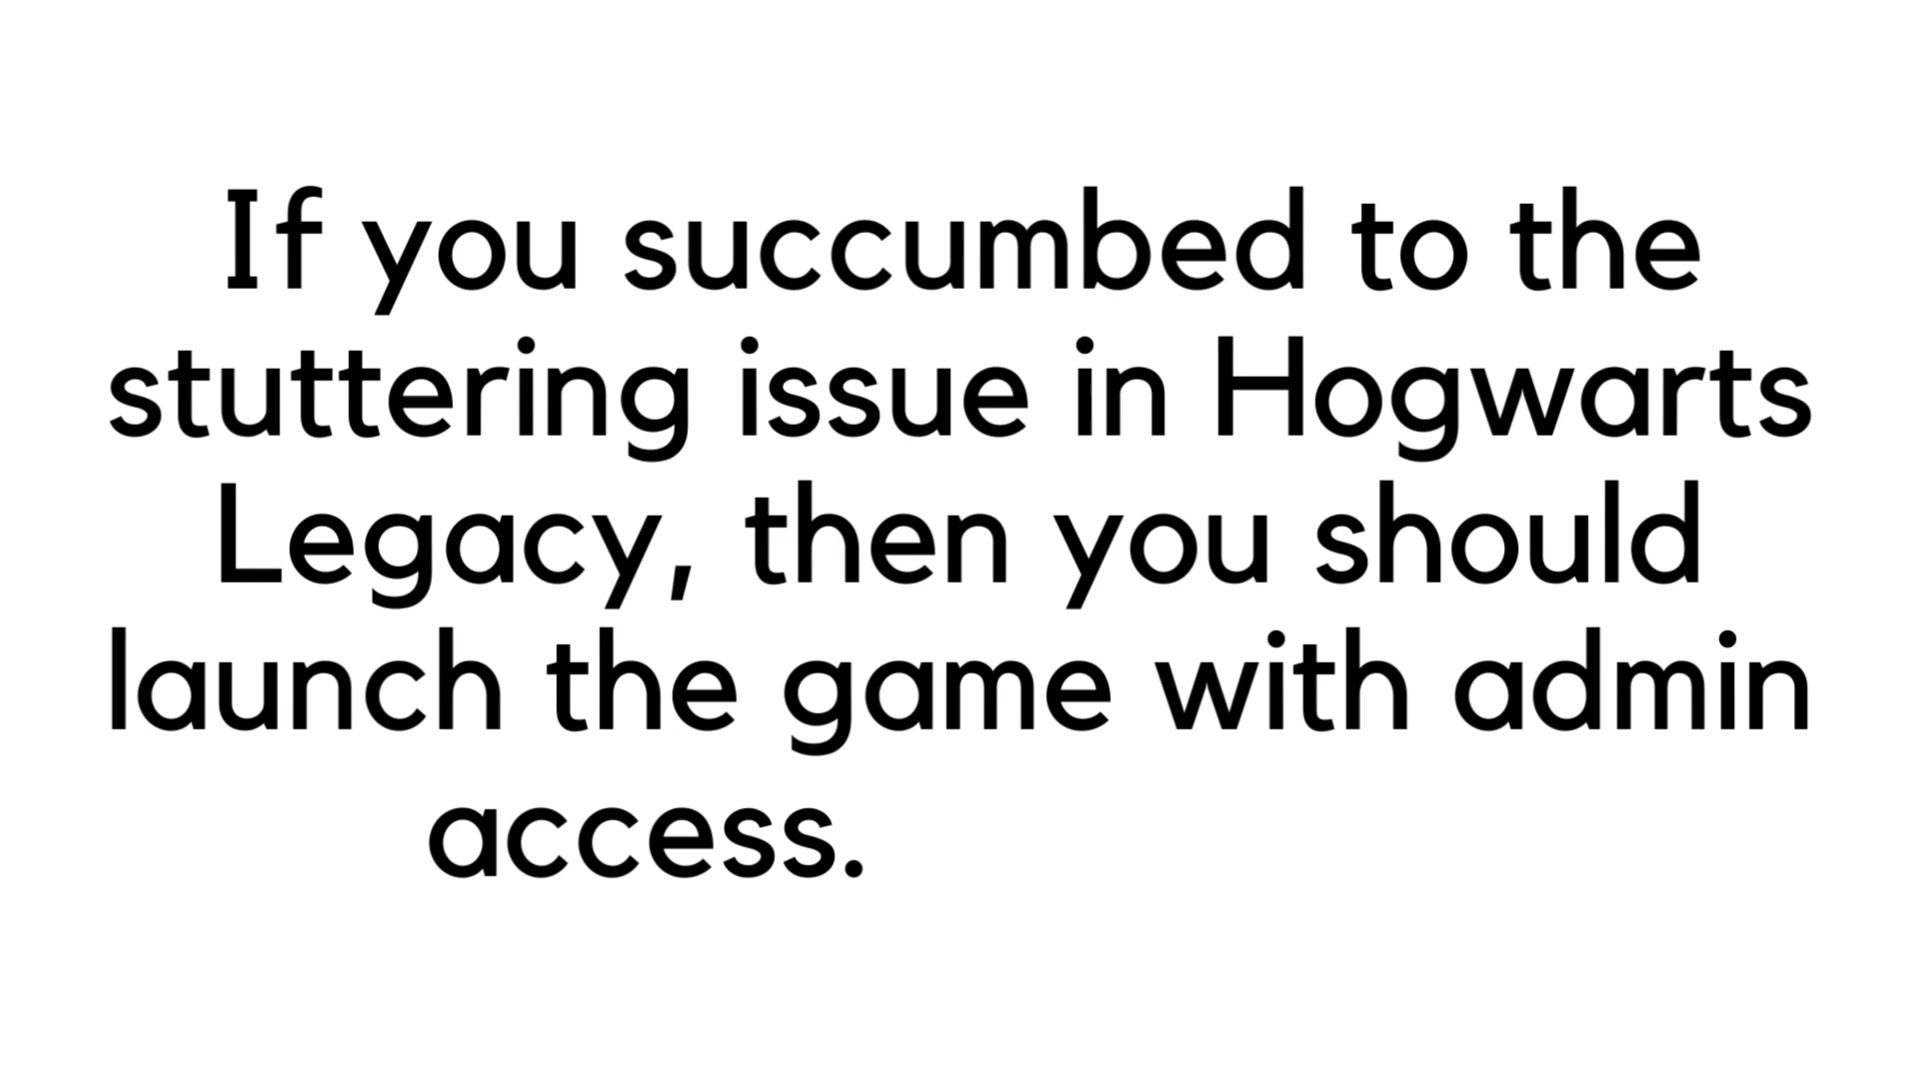 If you succumbed to the
stuttering issue in Hogwarts
Legacy, then you should
launch the game with admin
access.